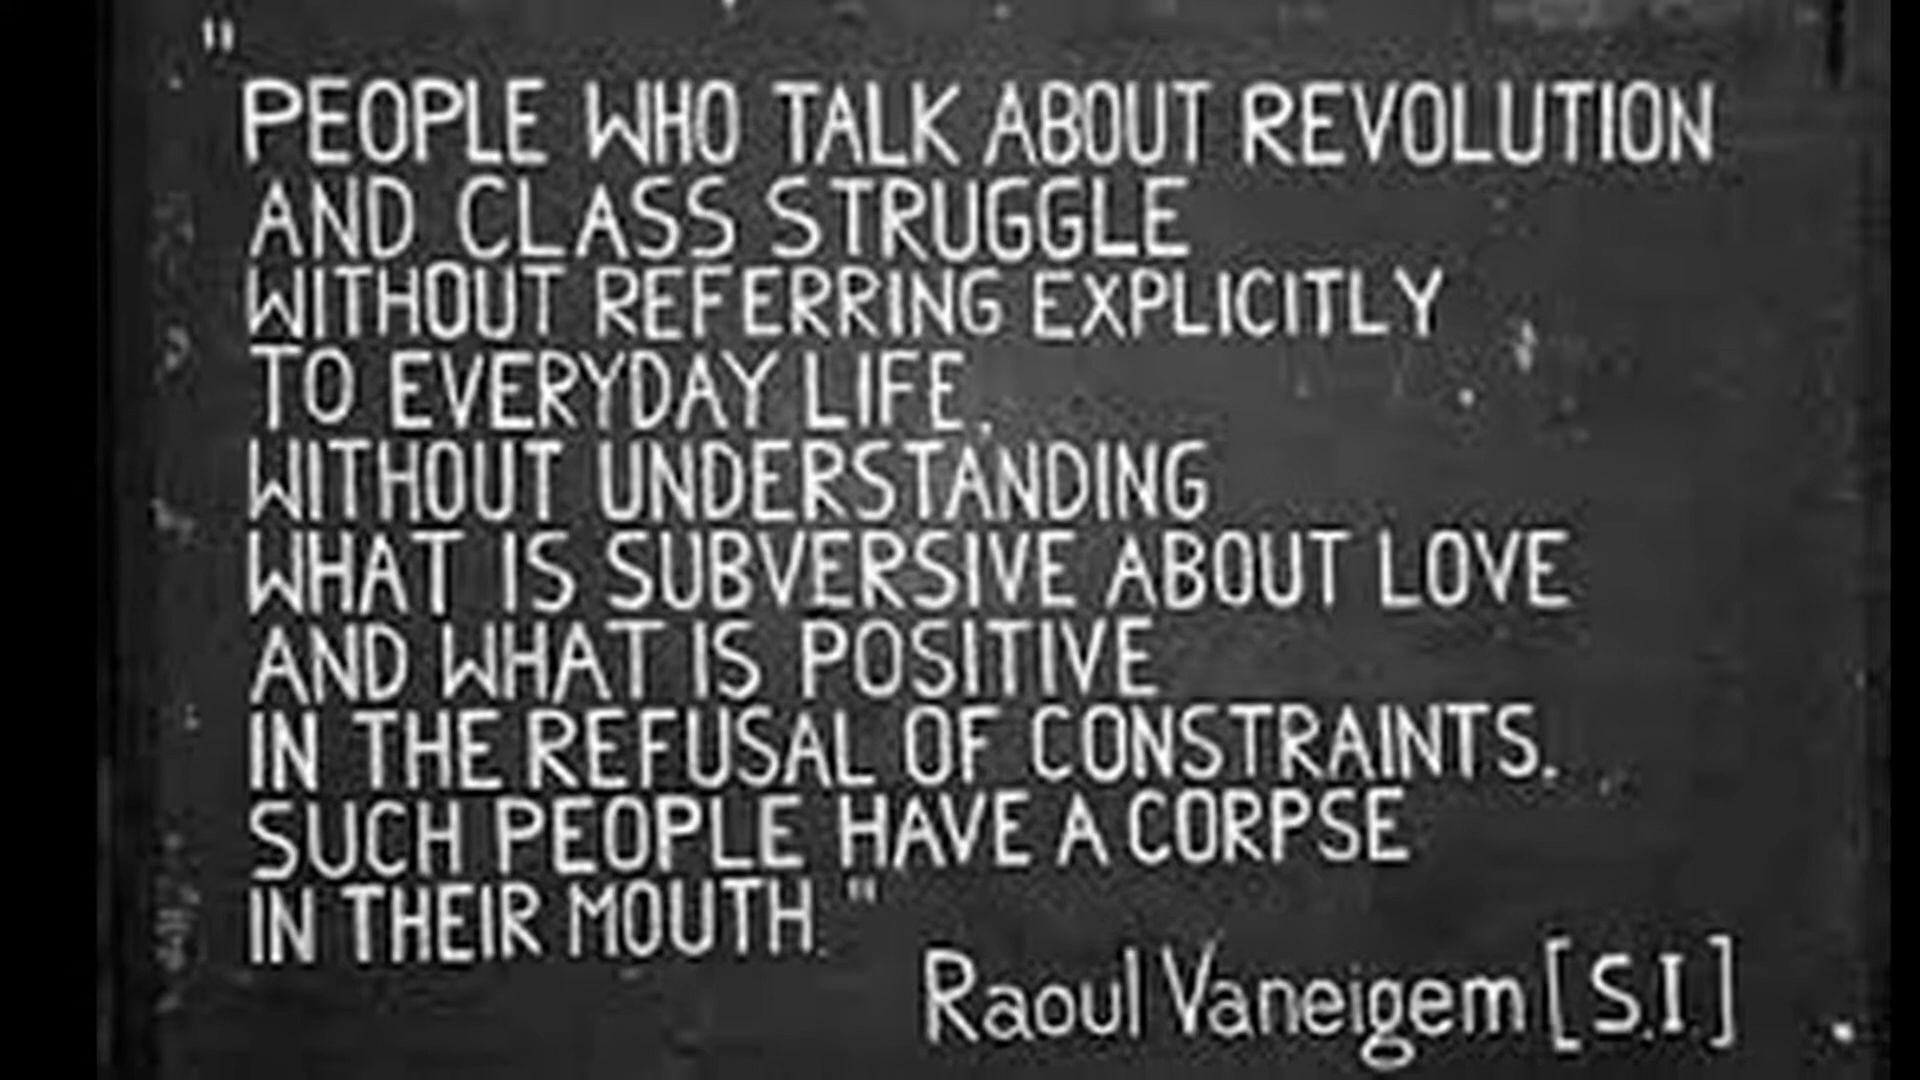 "
PEOPLE WHO TALK ABOUT REVOLUTION
AND CLASS STRUGGLE
WITHOUT REFERRING EXPLICITLY
TO EVERYDAY LIFE,
WITHOUT UNDERSTANDING
WHAT IS SUBVERSIVE ABOUT LOVE
AND WHAT IS POSITIVE
IN THE REFUSAL OF CONSTRAINTS.
SUCH PEOPLE HAVE A CORPSE
IN THEIR MOUTH."
Raoul Vaneigem [S.I]